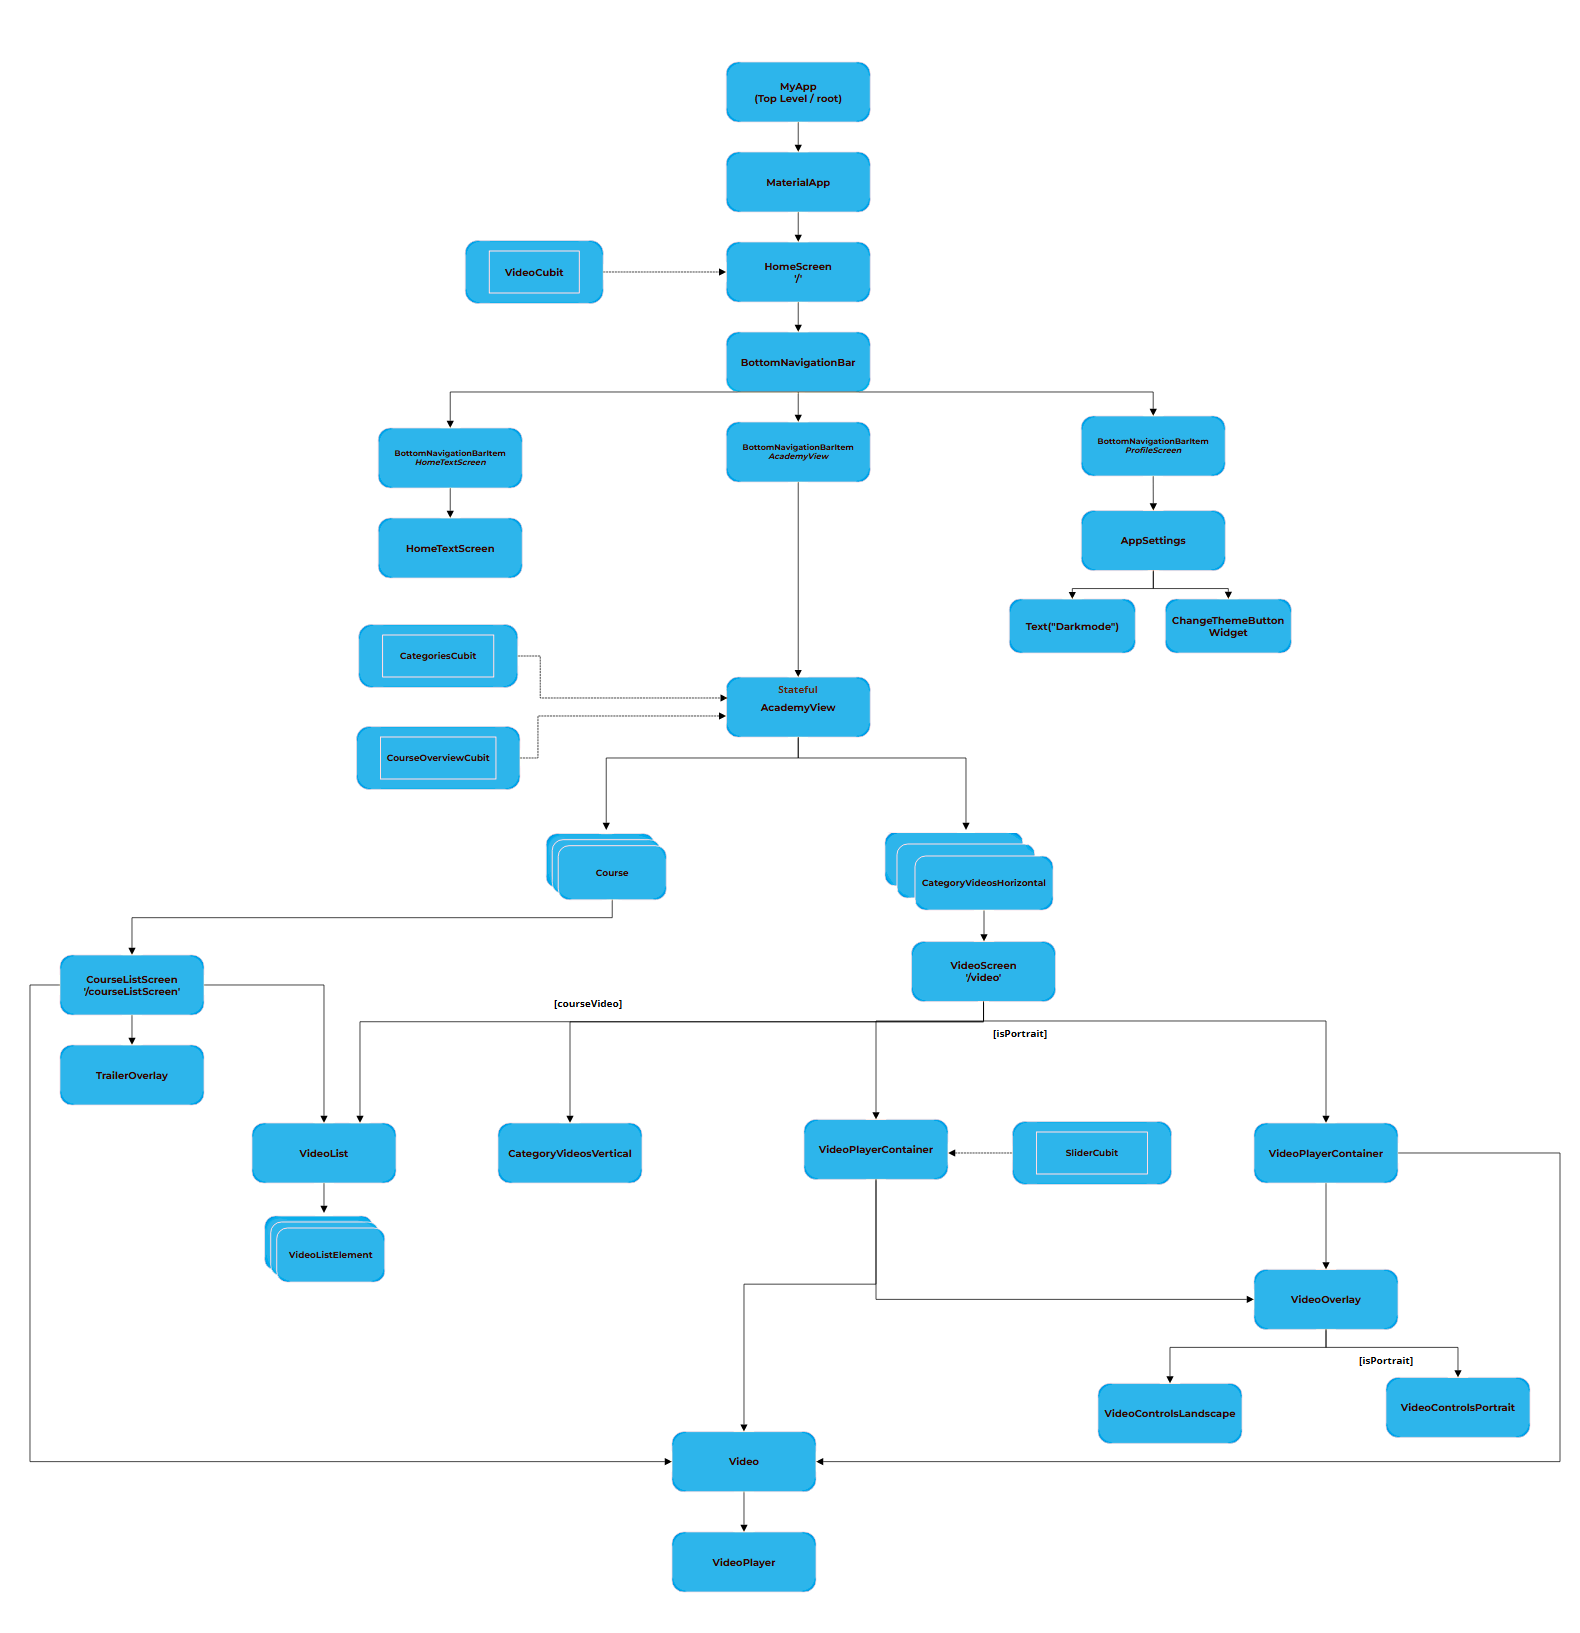 MyApp
(Top Level / root)
MaterialApp
VideoCubit
HomeScreen
'/'
BottomNavigationBar
BottomNavigationBarItem
HomeTextScreen
BottomNavigationBarItem
AcademyView
BottomNavigationBarItem
ProfileScreen
HomeTextScreen
AppSettings
Text("Darkmode")
ChangeThemeButton
Widget
CategoriesCubit
Stateful
AcademyView
CourseOverviewCubit
Course
CategoryVideosHorizontal
CourseListScreen
'/courseListScreen'
VideoScreen
'/video'
[courseVideo]
[isPortrait]
TrailerOverlay
VideoList
CategoryVideosVertical
VideoPlayerContainer
SliderCubit
VideoPlayerContainer
VideoListElement
VideoOverlay
[isPortrait]
VideoControlsLandscape
VideoControlsPortrait
Video
VideoPlayer